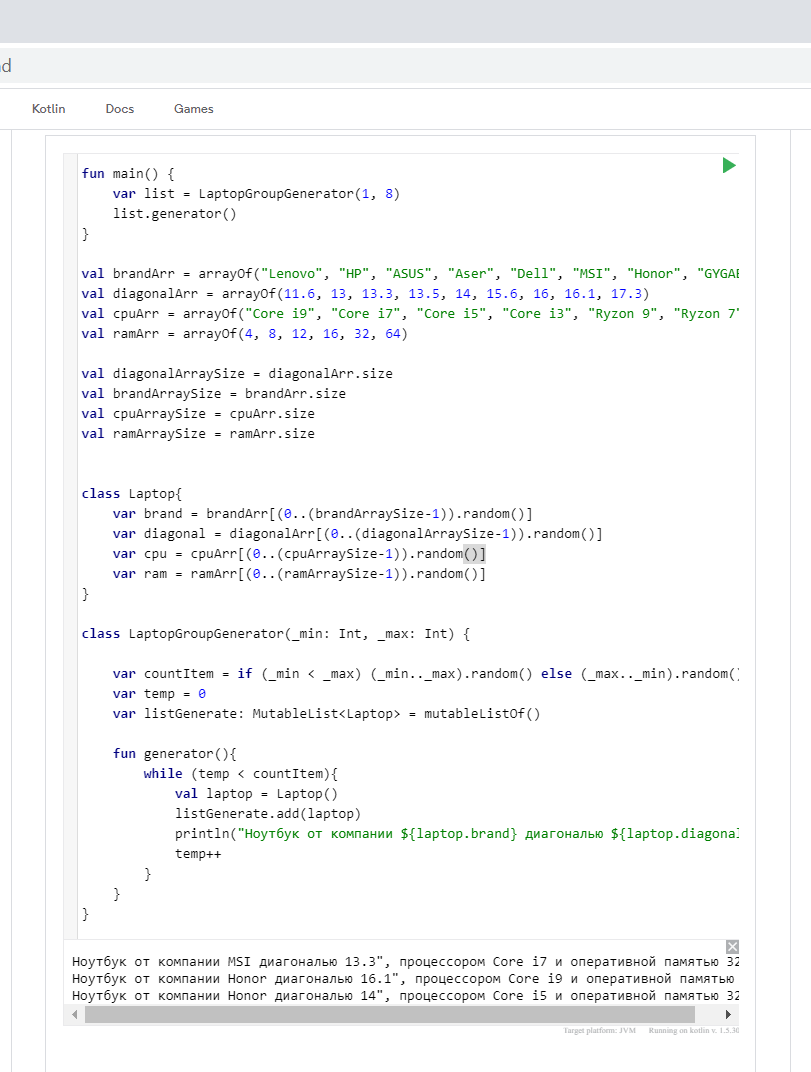 Kotlin Docs Games
fun main() {
var list = LaptopGroupGenerator(1, 8)
list.generator()
}
val brandArr = arrayOf("Lenovo", "HP", "ASUS", "Aser", "Dell", "MSI", "Honor",
val diagonalArr = arrayOf(11.6, 13, 13.3, 13.5, 14, 15.6, 16, 16.1, 17.3)
val cpuArr = arrayOf("Core i9", "Core i7", "Core i5", "Core i3", "Ryzon 9", "Ryzon 7"
val ramArr = arrayOf(4, 8, 12, 16, 32, 64)
val diagonalArraySize = diagonalArr.size
val brandArraySize = brandArr.size
val cpuArraySize = cpuArr.size
val ramArraySize = ramArr.size
class Laptop{
var brand = brandArr[(0..(brandArraySize-1)).random()]
var diagonal = diagonalArr[(0..(diagonalArraySize-1)).random()]
var cpu = cpuArr[(0..(cpuArraySize-1)).random()]
var ram = ramArr[(0..(ramArraySize-1)).random()]
}
class LaptopGroupGenerator(_min: Int, _max: Int) {
var countItem = if (_min < _max) (_min.._max).random() else (_max.._min).random()
var temp = 0
var listGenerate: MutableList<Laptop> = mutableListOf()
fun generator(){
while (temp < countItem){
val laptop = Laptop()
listGenerate.add(laptop)
println("Ноутбук от компании ${laptop.brand} диагональю ${laptop.diagonal
temp++
}
}
}
Ноутбук от компании MSI диагональю 13.3", процессором Core i7 и оперативной памятью 32
Ноутбук от компании Honor диагональю 16.1", процессором Core i9 и оперативной памятью
Ноутбук от компании Honor диагональю 14", процессором Core i5 и оперативной памятью 32
Target platform: JVM Running on kotlin v. 1.5.30